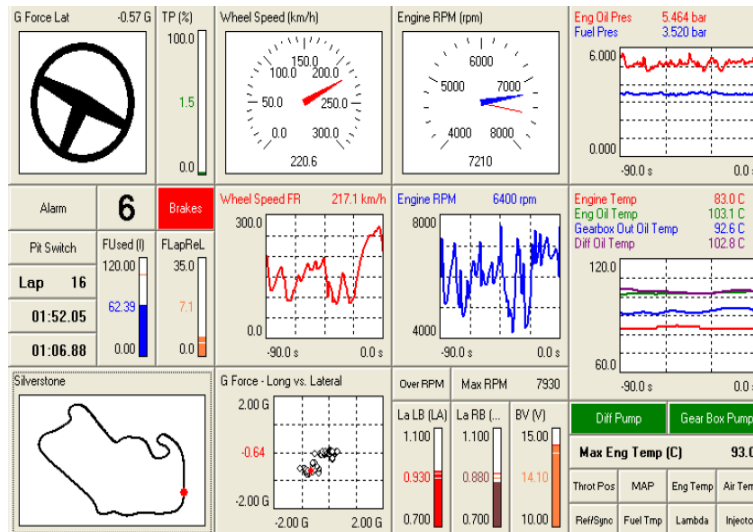 G Force Lat -0.57 G
TP (%)
100.0
1.5
0.0
Wheel Speed (km/h)
150.0
100.0 200.0
50.0 250.0
0.0 300.0
220.6
Engine RPM (rpm)
6000
5000 7000
4000 8000
7210
Eng Oil Pres 5.464 bar
Fuel Pres 3.520 bar
6.000
0.000
-90.0 s 0.0 s
Alarm
6
Brakes
Pit Switch
Lap 16
01:52.05
01:06.88
FUsed (l)
120.00
62.39
0.00
FLapReL
35.0
7.1
0.0
Wheel Speed FR 217.1 km/h
300.0
0.0
-90.0 s 0.0 s
Engine RPM 6400 rpm
8000
4000
-90.0 s 0.0 s
Engine Temp 83.0 C
Eng Oil Temp 103.1 C
Gearbox Out Oil Temp 92.6 C
Diff Oil Temp 102.8 C
120.0
60.0
-90.0 s 0.0 s
Silverstone
G Force - Long vs. Lateral
2.00 G
-0.64
-2.00 G
-2.00 G 2.00 G
Over RPM
Max RPM 7930
La LB (LA)
1.100
0.930
0.700
La RB (...
1.100
0.880
0.700
BV (V)
15.00
14.10
10.00
Diff Pump
Gear Box Pump
Max Eng Temp (C) 93.0
Throt Pos
MAP
Eng Temp
Air Tem
Ref/Sync
Fuel Tmp
Lambda
Injecto